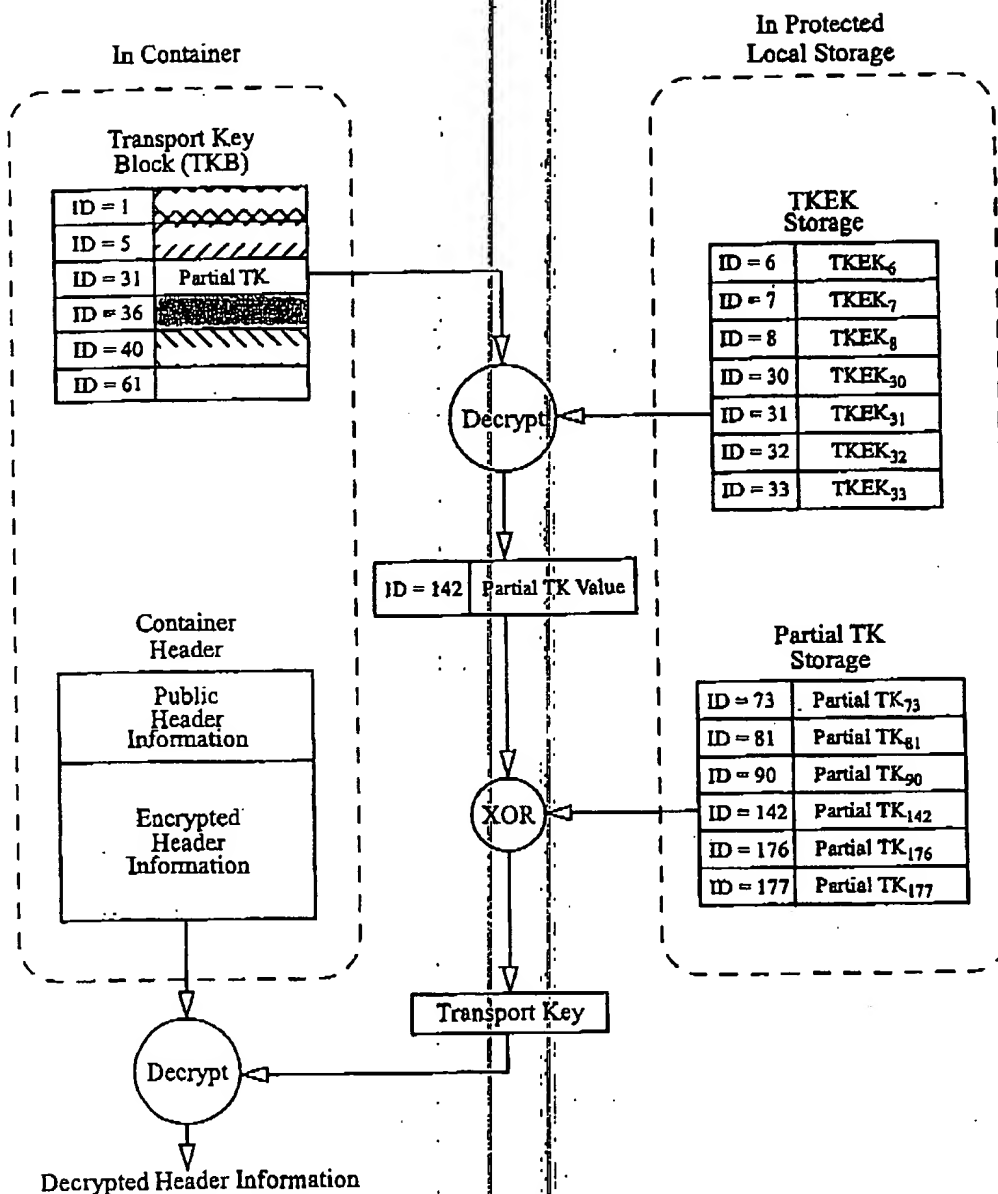 In Container
In Protected
Local Storage
Transport Key
Block (TKB)
ID = 1
ID = 5
ID = 31 Partial TK
ID = 36
ID = 40
ID = 61
TKEK
Storage
ID = 6 TKEK6
ID = 7 TKEK7
ID = 8 TKEK8
ID = 30 TKEK30
ID = 31 TKEK31
ID = 32 TKEK32
ID = 33 TKEK33
Decrypt
ID = 142 Partial TK Value
Container
Header
Public
Header
Information
Encrypted
Header
Information
Partial TK
Storage
ID = 73 Partial TK73
ID = 81 Partial TK81
ID = 90 Partial TK90
ID = 142 Partial TK142
ID = 176 Partial TK176
ID = 177 Partial TK177
XOR
Transport Key
Decrypt
Decrypted Header Information